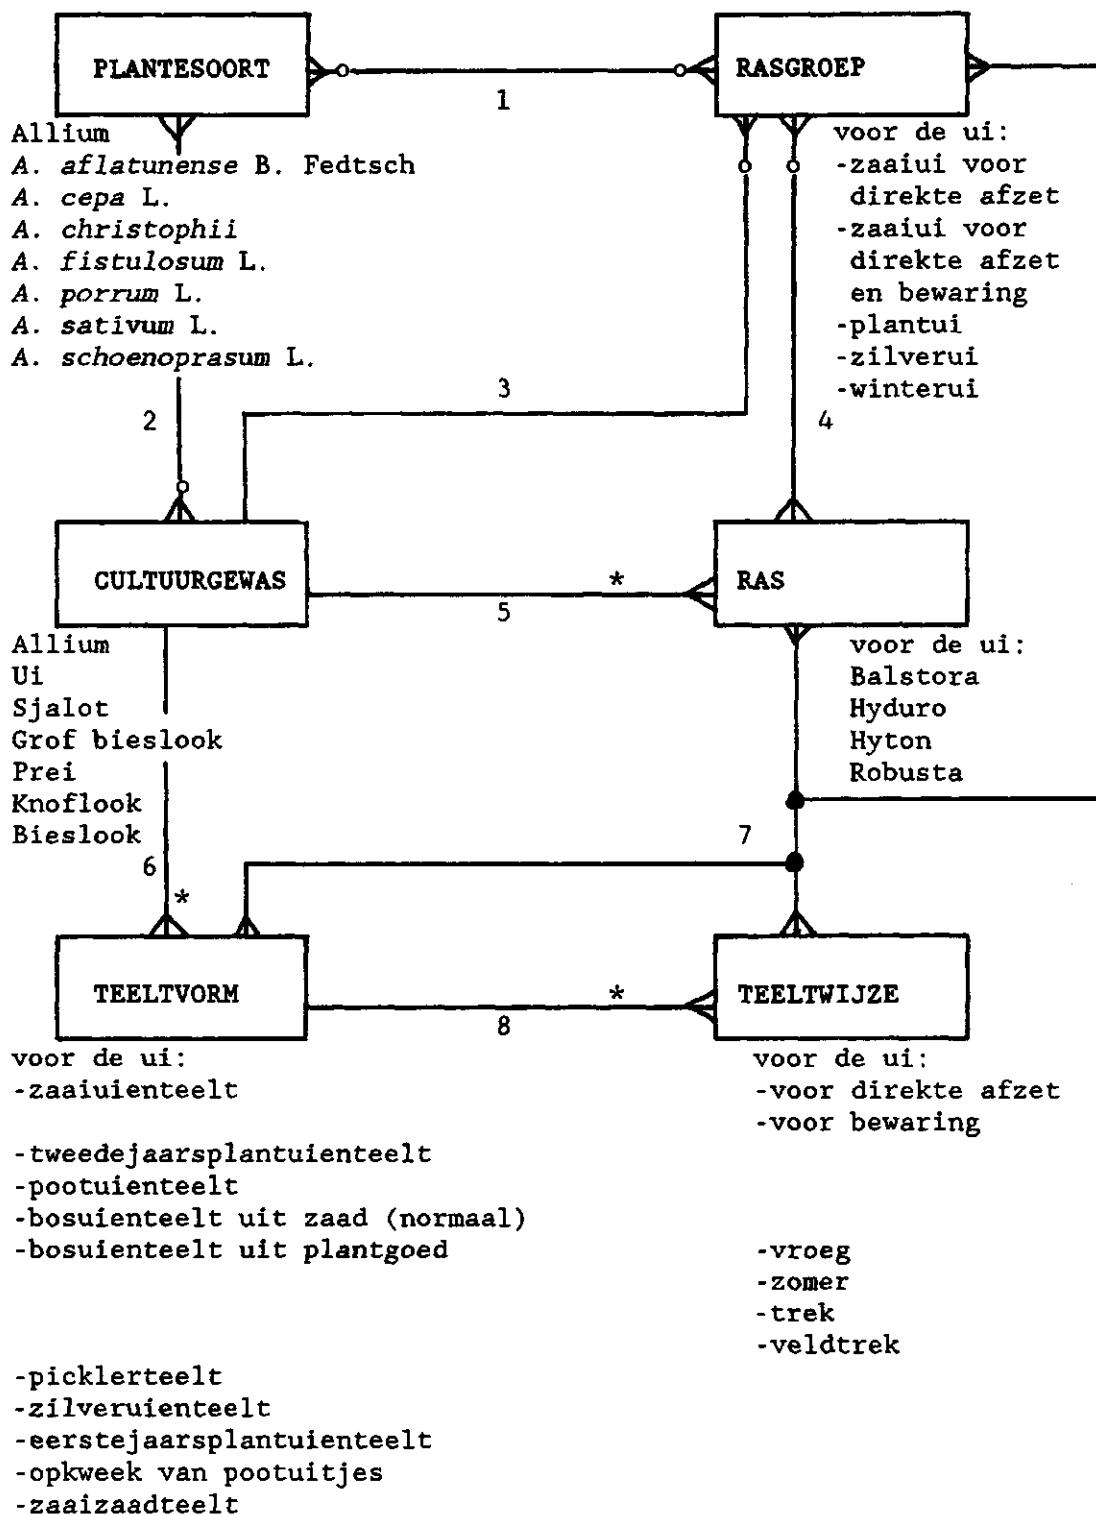 PLANTESOORT
RASGROEP
1
Allium
A. aflatunense B. Fedtsch
A. cepa L.
A. christophii
A. fistulosum L.
A. porrum L.
A. sativum L.
A. schoenoprasum L.
voor de ui:
-zaaiui voor
direkte afzet
-zaaiui voor
direkte afzet
en bewaring
-plantui
-zilverui
-winterui
2
3
4
CULTUURGEWAS
*
RAS
5
Allium
Ui
Sjalot
Grof bieslook
Prei
Knoflook
Bieslook
voor de ui:
Balstora
Hyduro
Hyton
Robusta
6
*
7
TEELTVORM
*
TEELTWIJZE
8
voor de ui:
-zaaiuienteelt
-tweedejaarsplantuienteelt
-pootuienteelt
-bosuienteelt uit zaad (normaal)
-bosuienteelt uit plantgoed
-picklerteelt
-zilveruienteelt
-eerstejaarsplantuienteelt
-opkweek van pootuitjes
-zaaizaadteelt
voor de ui:
-voor direkte afzet
-voor bewaring
-vroeg
-zomer
-trek
-veldtrek